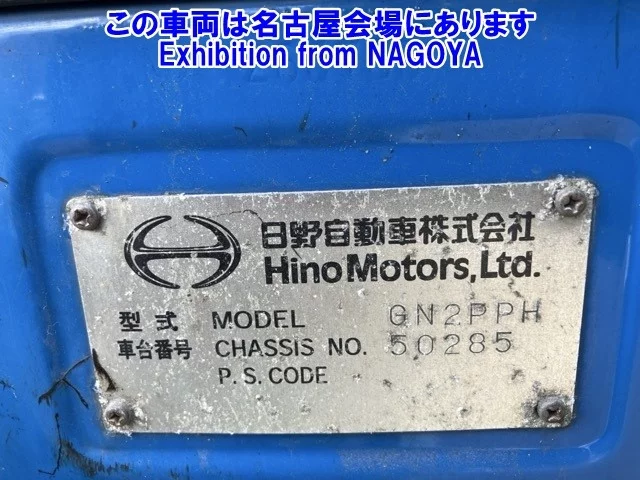 この車両は名古屋会場にあります
Exhibition from NAGOYA
日野自動車株式会社
Hino Motors, Ltd.
型式 MODEL GN2PPH
車台番号 CHASSIS NO. 50285
P.S.CODE